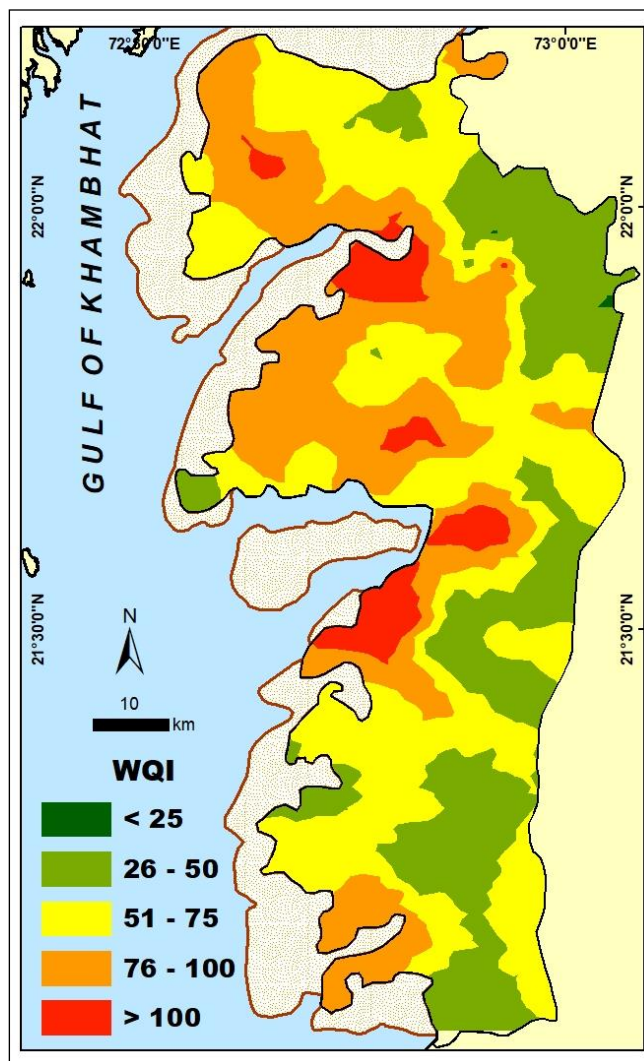 72°30'0"E
73°0'0"E
GULF OF KHAMBHAT
22°0'0"N
22°0'0"N
21°30'0"N
21°30'0"N
N
10
km
WQI
< 25
26 - 50
51 - 75
76 - 100
> 100